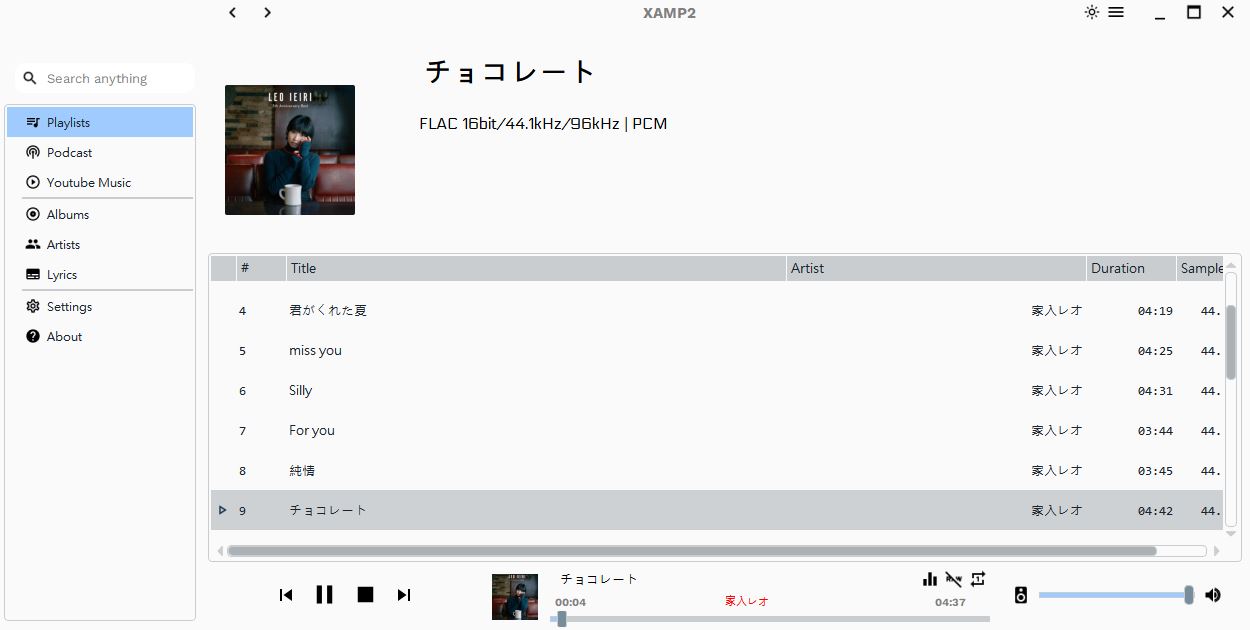 XAMP2
Search anything
Playlists
Podcast
Youtube Music
Albums
Artists
Lyrics
Settings
About
LEO IEIRI
5th Anniversary Best
チョコレート
FLAC 16bit/44.1kHz/96kHz | PCM
# Title Artist Duration Sample
4 君がくれた夏 家入レオ 04:19 44.
5 miss you 家入レオ 04:25 44.
6 Silly 家入レオ 04:31 44.
7 For you 家入レオ 03:44 44.
8 純情 家入レオ 03:45 44.
9 チョコレート 家入レオ 04:42 44.
LEO IEIRI
チョコレート
00:04 家入レオ 04:37